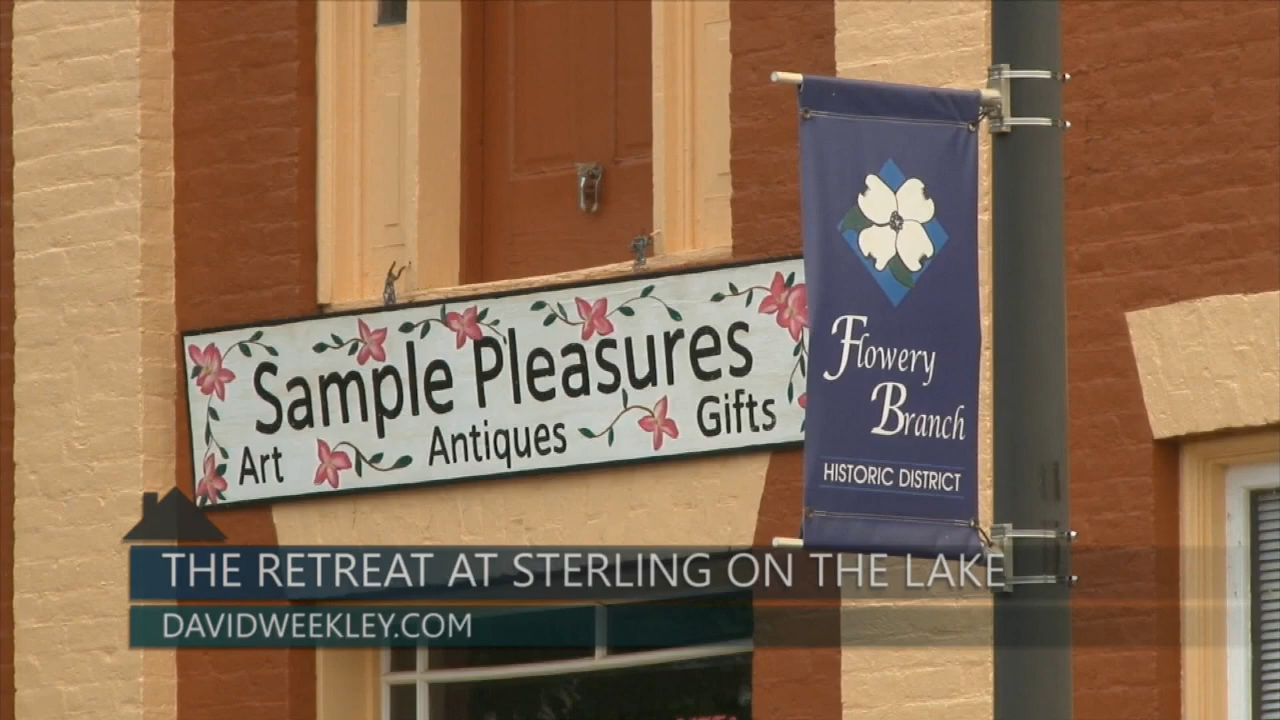 Sample Pleasures
Art Antiques Gifts
Flowery
Branch
HISTORIC DISTRICT
THE RETREAT AT STERLING ON THE LAKE
DAVIDWEEKLEY.COM